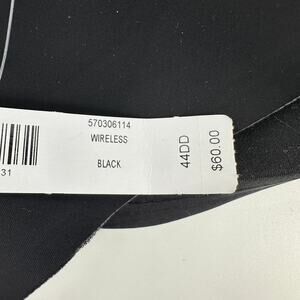 570306114
WIRELESS
BLACK
31
44DD
$60.00